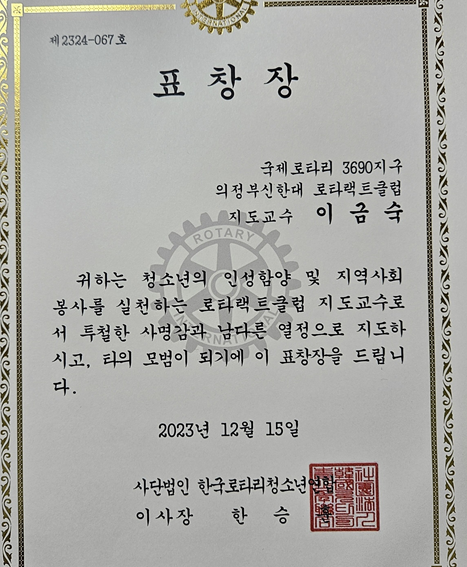 INTERNATIONAL
제2324-067호
표 창 장
국제로타리 3690지구
의정부신한대 로타랙트클럽
지도교수 이 금 숙
ROTARY
INTERNATIONAL
귀하는 청소년의 인성함양 및 지역사회
봉사를 실천하는 로타랙트클럽 지도교수로
서 투철한 사명감과 남다른 열정으로 지도하
시고, 타의 모범이 되기에 이 표창장을 드립니
다.
2023년 12월 15일
사단법인 한국로타리청소년연합
이사장 한 승